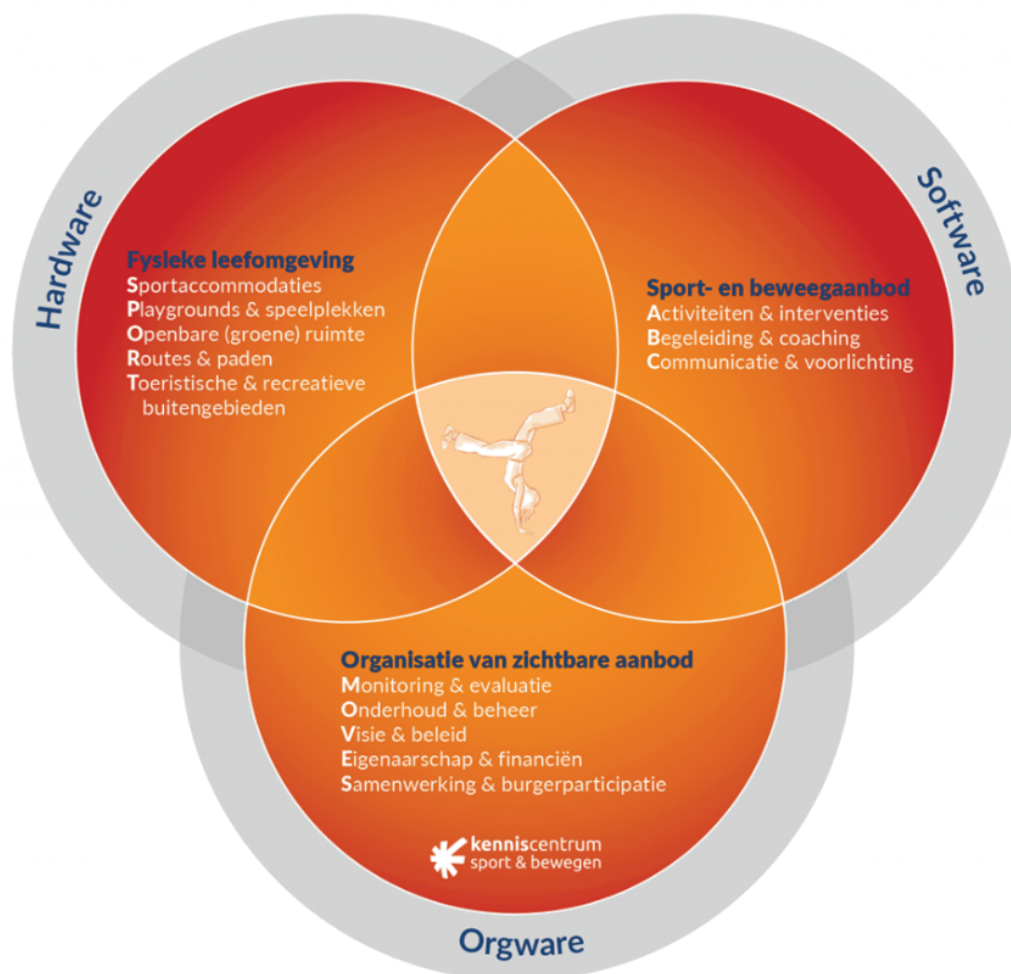 Hardware
Software
Fysieke leefomgeving
Sportaccommodaties
Playgrounds & speelplekken
Openbare (groene) ruimte
Routes & paden
Toeristische & recreatieve
buitengebieden
Sport- en beweegaanbod
Activiteiten & interventies
Begeleiding & coaching
Communicatie & voorlichting
Organisatie van zichtbare aanbod
Monitoring & evaluatie
Onderhoud & beheer
Visie & beleid
Eigenaarschap & financiën
Samenwerking & burgerparticipatie
kenniscentrum
sport & bewegen
Orgware